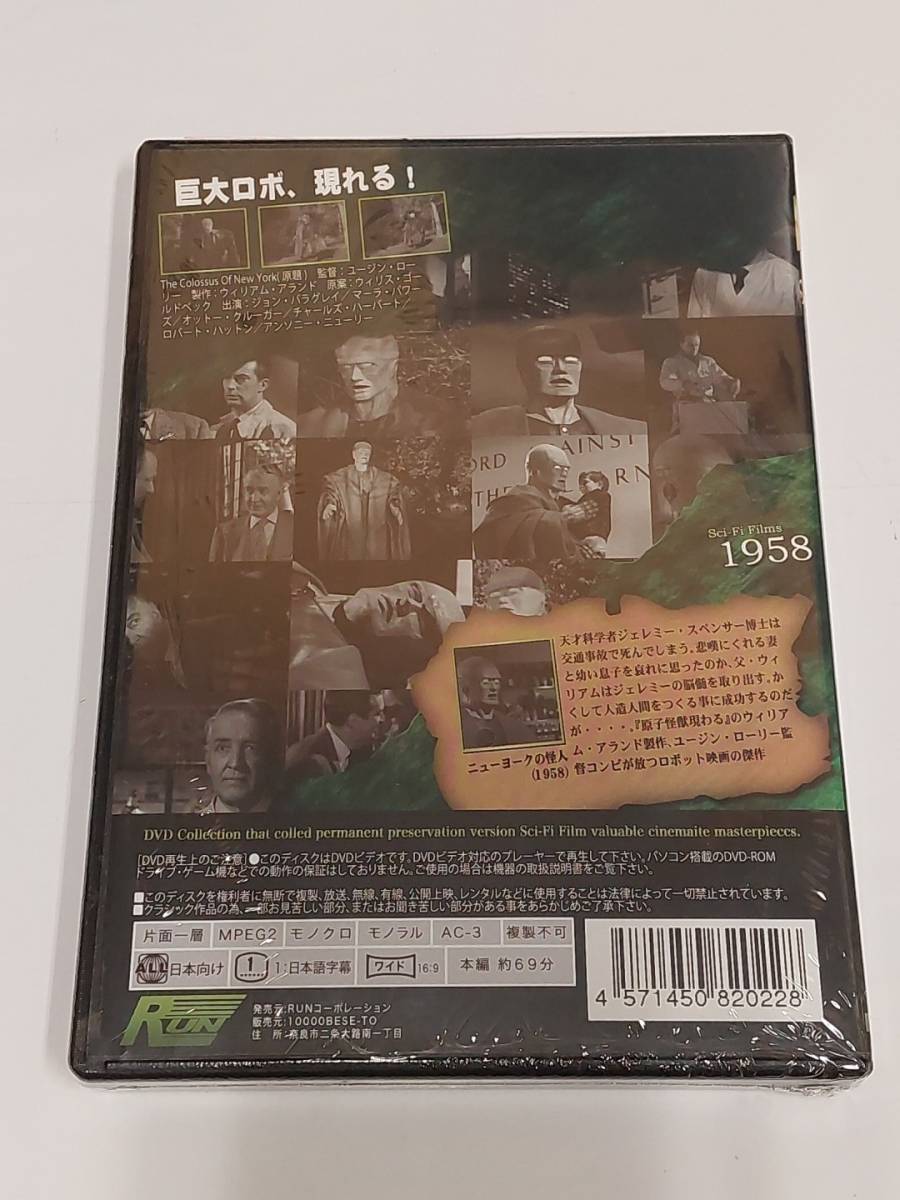 巨大ロボ、現れる！
The Colossus Of New York(原題)　監督：ユージン・ロー
リー　製作：ウィリアム・アランド　原案：ウィリス・ゴー
ルドベック　出演：ジョン・バラグレイ／マーラ・パワー
ズ／オットー・クルーガー／チャールズ・ハーバート／
ロバート・ハットン／アンソニー・ニューリー
ORD AGAINST
THE
RN
Sci-Fi Films
1958
天才科学者ジェレミー・スペンサー博士は
交通事故で死んでしまう。悲嘆にくれる妻
と幼い息子を哀れに思ったのか、父・ウィ
リアムはジェレミーの脳髄を取り出す。か
くして人造人間をつくる事に成功するのだ
が・・・・。『原子怪獣現わる』のウィリア
ム・アランド製作、ユージン・ローリー監
督コンビが放つロボット映画の傑作
ニューヨークの怪人
(1958)
DVD Collection that colled permanent preservation version Sci-Fi Film valuable cinemaite masterpieccs.
[DVD再生上のご注意]●このディスクはDVDビデオです。DVDビデオ対応のプレーヤーで再生して下さい。パソコン搭載のDVD-ROM
ドライブ・ゲーム機などでの動作の保証はしておりません。ご使用の場合は機器の取扱説明書をご覧下さい。
■このディスクを権利者に無断で複製、放送、無線、有線、公開上映、レンタルなどに使用することは法律によって一切禁止されています。
■クラシック作品の為、一部お見苦しい部分、またはお聞き苦しい部分がある事をあらかじめご了承下さい。
片面一層 MPEG2 モノクロ モノラル AC-3 複製不可
ALL 日本向け 1 1:日本語字幕 ワイド 16:9 本編 約69分
RUN
発売元:RUNコーポレーション
販売元:10000BESE-TO
住　所:奈良市二条大路南一丁目
4 571450 820228